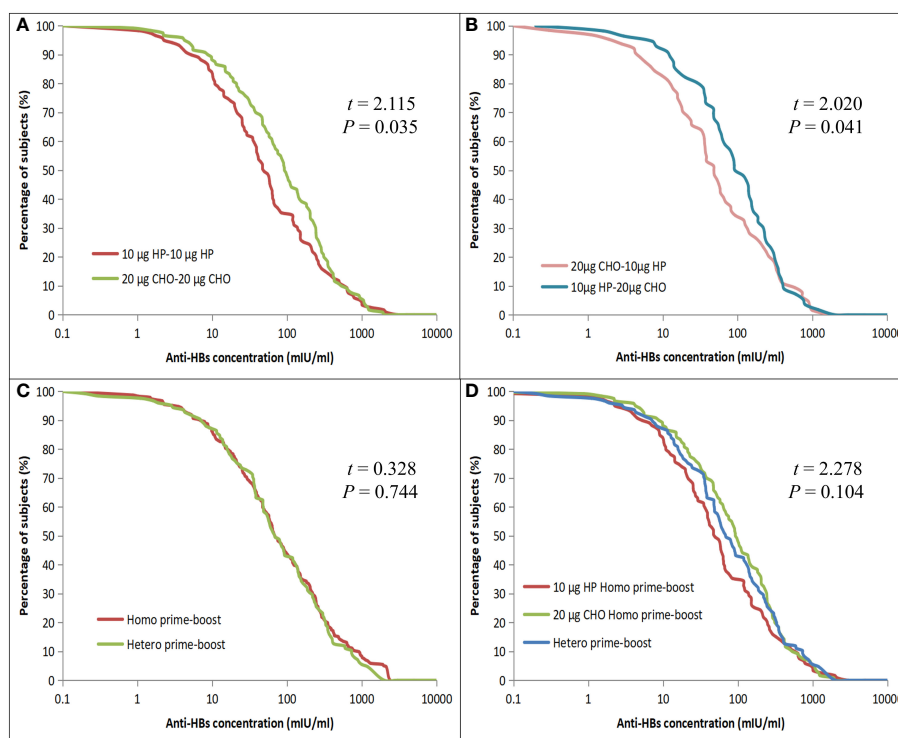 A
100
90
80
70
60
50
40
30
20
10
0
Percentage of subjects (%)
t = 2.115
P = 0.035
10 μg HP-10 μg HP
20 μg CHO-20 μg CHO
0.1 1 10 100 1000 10000
Anti-HBs concentration (mIU/ml)
B
100
90
80
70
60
50
40
30
20
10
0
Percentage of subjects (%)
t = 2.020
P = 0.041
20μg CHO-10μg HP
10μg HP-20μg CHO
0.1 1 10 100 1000 10000
Anti-HBs concentration (mIU/ml)
C
100
90
80
70
60
50
40
30
20
10
0
Percentage of subjects (%)
t = 0.328
P = 0.744
Homo prime-boost
Hetero prime-boost
0.1 1 10 100 1000 10000
Anti-HBs concentration (mIU/ml)
D
100
90
80
70
60
50
40
30
20
10
0
Percentage of subjects (%)
t = 2.278
P = 0.104
10 μg HP Homo prime-boost
20 μg CHO Homo prime-boost
Hetero prime-boost
0.1 1 10 100 1000 10000
Anti-HBs concentration (mIU/ml)